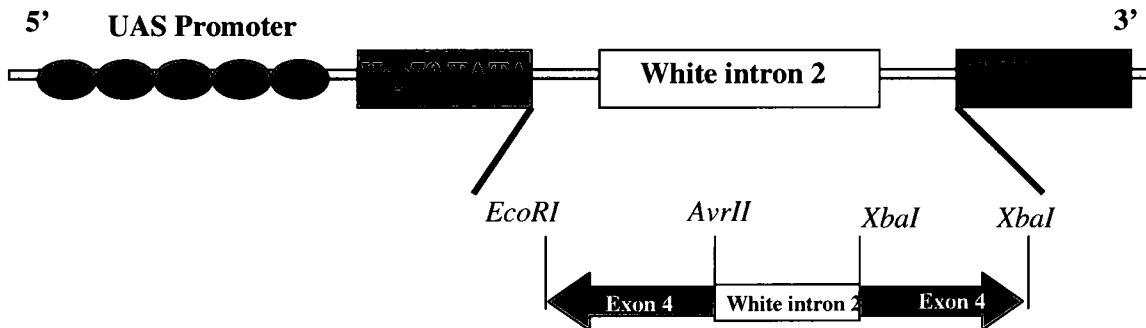 5’ 3’
UAS Promoter
White intron 2
EcoRI AvrII XbaI XbaI
Exon 4 White intron 2 Exon 4